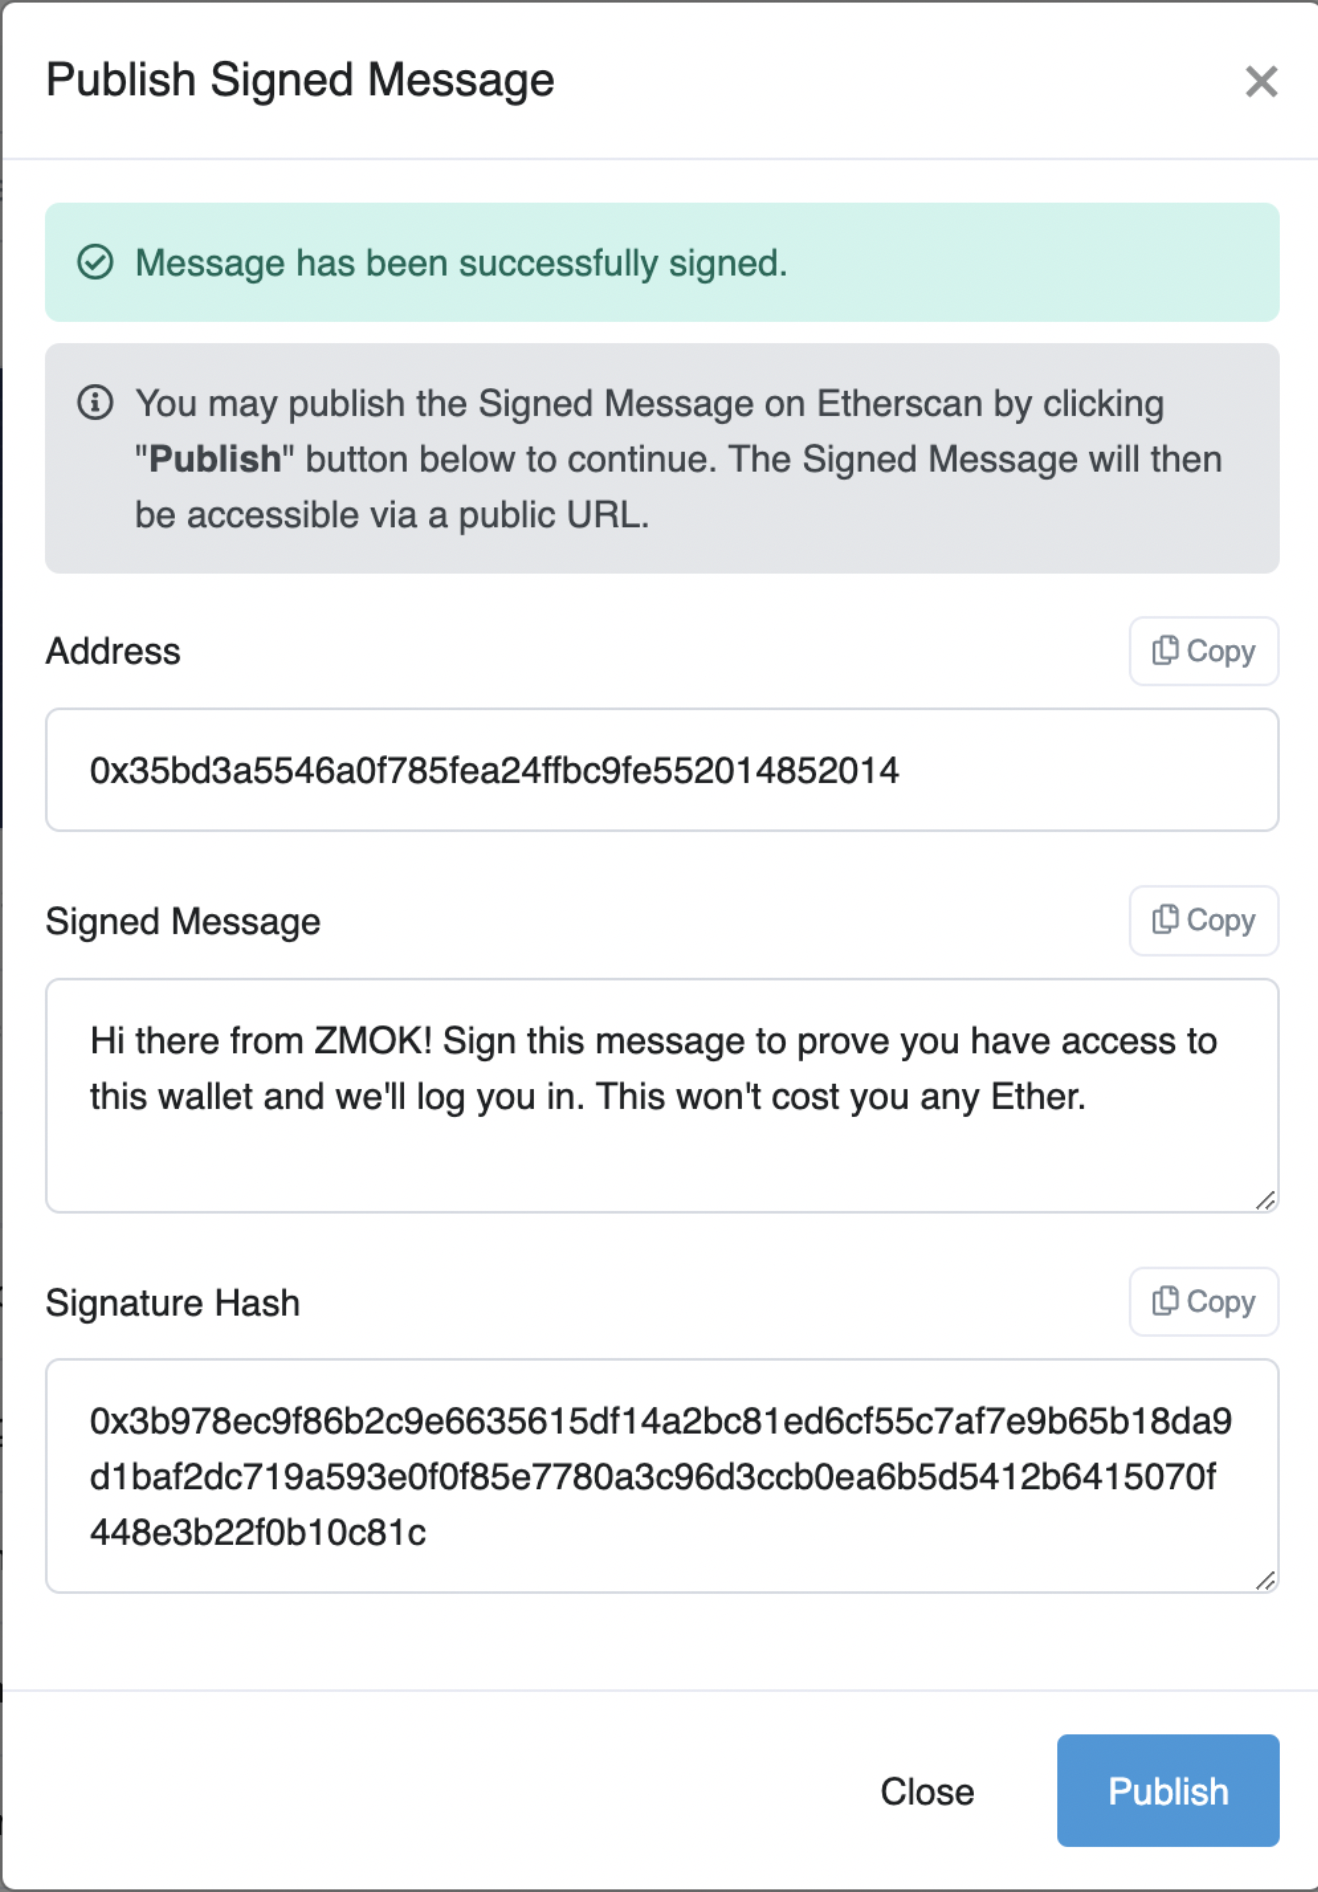 Publish Signed Message
Message has been successfully signed.
You may publish the Signed Message on Etherscan by clicking
"Publish" button below to continue. The Signed Message will then
be accessible via a public URL.
Address
Copy
0x35bd3a5546a0f785fea24ffbc9fe552014852014
Signed Message
Copy
Hi there from ZMOK! Sign this message to prove you have access to
this wallet and we'll log you in. This won't cost you any Ether.
Signature Hash
Copy
0x3b978ec9f86b2c9e6635615df14a2bc81ed6cf55c7af7e9b65b18da9
d1baf2dc719a593e0f0f85e7780a3c96d3ccb0ea6b5d5412b6415070f
448e3b22f0b10c81c
Close
Publish